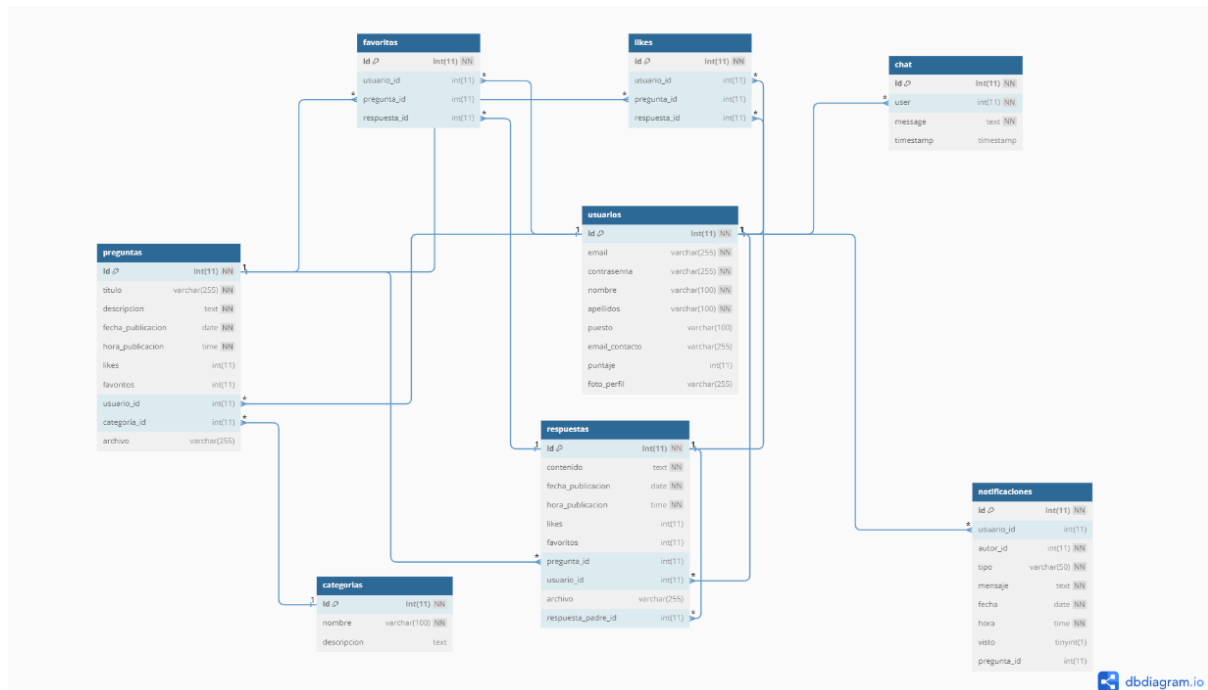 favoritos
id int(11) NN
usuario_id int(11)
pregunta_id int(11)
respuesta_id int(11)
likes
id int(11) NN
usuario_id int(11)
pregunta_id int(11)
respuesta_id int(11)
chat
id int(11) NN
user int(11) NN
message text NN
timestamp timestamp
usuarios
id int(11) NN
email varchar(255) NN
contrasenna varchar(255) NN
nombre varchar(100) NN
apellidos varchar(100) NN
puesto varchar(100)
email_contacto varchar(255)
puntaje int(11)
foto_perfil varchar(255)
preguntas
id int(11) NN
titulo varchar(255) NN
descripcion text NN
fecha_publicacion date NN
hora_publicacion time NN
likes int(11)
favoritos int(11)
usuario_id int(11)
categoria_id int(11)
archivo varchar(255)
respuestas
id int(11) NN
contenido text NN
fecha_publicacion date NN
hora_publicacion time NN
likes int(11)
favoritos int(11)
pregunta_id int(11)
usuario_id int(11)
archivo varchar(255)
respuesta_padre_id int(11)
notificaciones
id int(11) NN
usuario_id int(11)
autor_id int(11) NN
tipo varchar(50) NN
mensaje text NN
fecha date NN
hora time NN
visto tinyint(1)
pregunta_id int(11)
categorias
id int(11) NN
nombre varchar(100) NN
descripcion text
dbdiagram.io